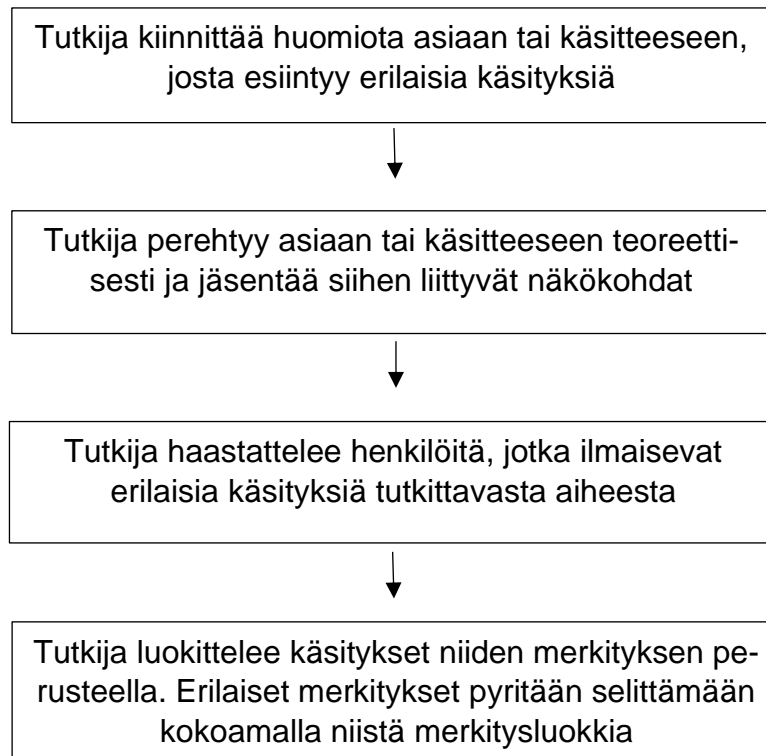 Tutkija kiinnittää huomiota asiaan tai käsitteeseen,
josta esiintyy erilaisia käsityksiä
Tutkija perehtyy asiaan tai käsitteeseen teoreetti-
sesti ja jäsentää siihen liittyvät näkökohdat
Tutkija haastattelee henkilöitä, jotka ilmaisevat
erilaisia käsityksiä tutkittavasta aiheesta
Tutkija luokittelee käsitykset niiden merkityksen pe-
rusteella. Erilaiset merkitykset pyritään selittämään
kokoamalla niistä merkitysluokkia